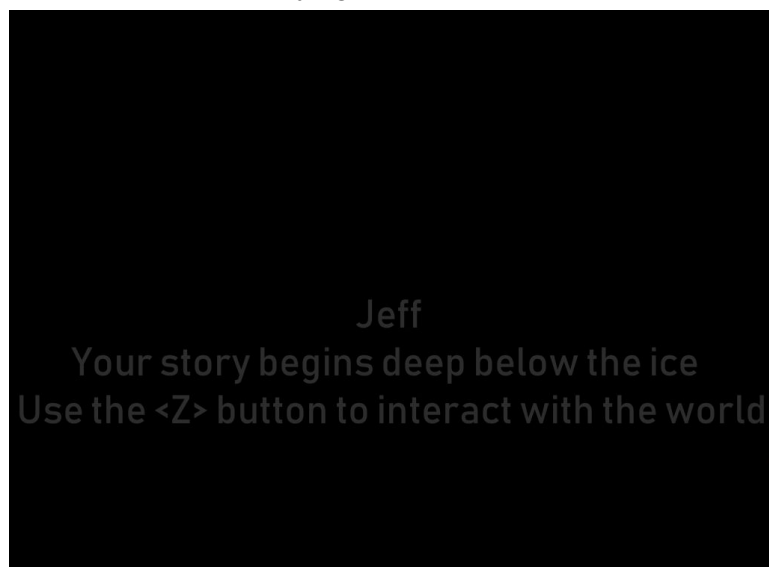 Jeff
Your story begins deep below the ice
Use the <Z> button to interact with the world